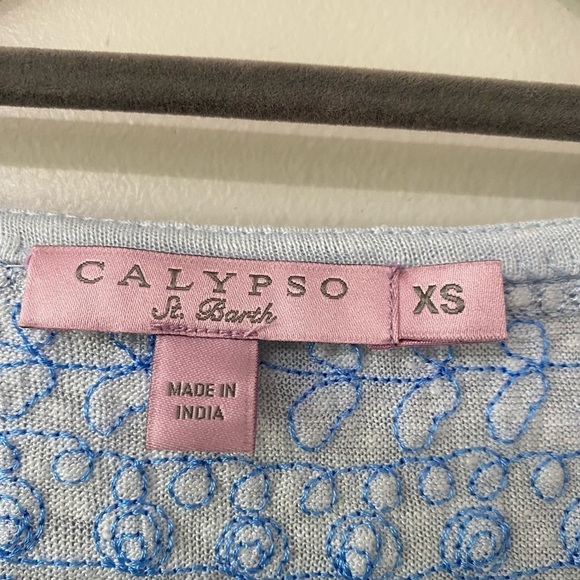 CALYPSO
St. Barth
XS
MADE IN
INDIA